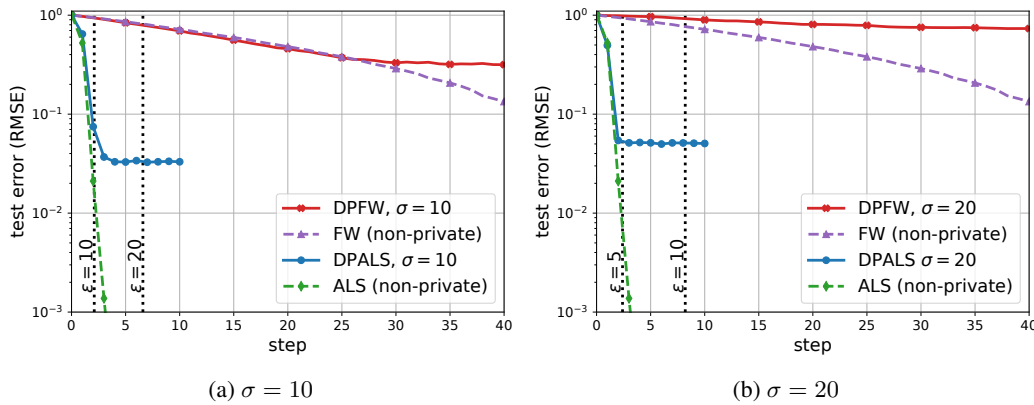 test error (RMSE)
10⁰
10⁻¹
10⁻²
10⁻³
ε = 10
ε = 20
DPFW, σ = 10
FW (non-private)
DPALS, σ = 10
ALS (non-private)
0 5 10 15 20 25 30 35 40
step
(a) σ = 10
test error (RMSE)
10⁰
10⁻¹
10⁻²
10⁻³
ε = 5
ε = 10
DPFW, σ = 20
FW (non-private)
DPALS σ = 20
ALS (non-private)
0 5 10 15 20 25 30 35 40
step
(b) σ = 20